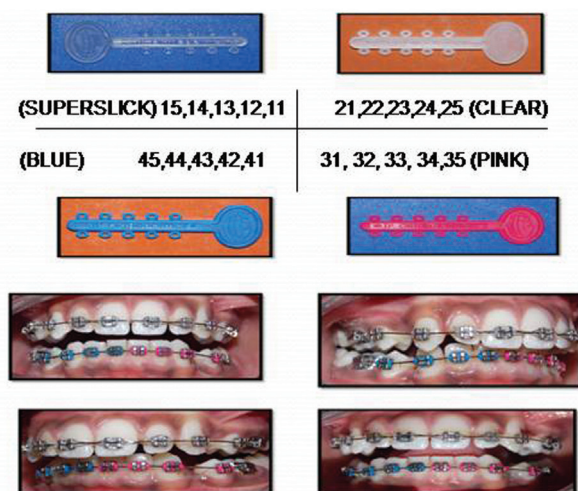 (SUPERSLICK) 15,14,13,12,11 21,22,23,24,25 (CLEAR)
(BLUE) 45,44,43,42,41 31, 32, 33, 34,35 (PINK)